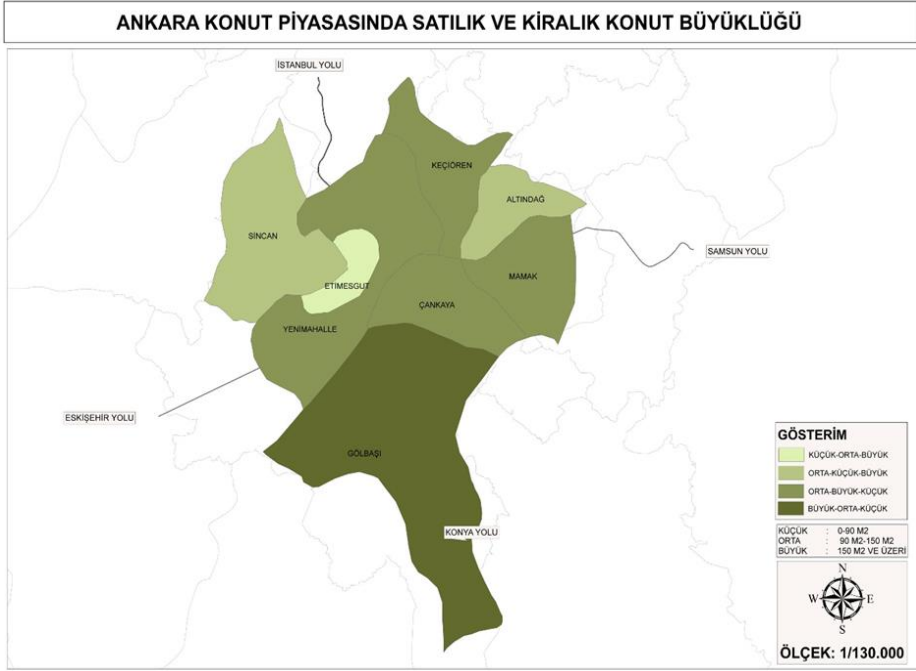 ANKARA KONUT PİYASASINDA SATILIK VE KİRALIK KONUT BÜYÜKLÜĞÜ
İSTANBUL YOLU
KEÇİÖREN
ALTINDAĞ
SİNCAN
SAMSUN YOLU
MAMAK
ETİMESGUT
ÇANKAYA
YENİMAHALLE
ESKİŞEHİR YOLU
GÖLBAŞI
KONYA YOLU
GÖSTERİM
KÜÇÜK-ORTA-BÜYÜK
ORTA-KÜÇÜK-BÜYÜK
ORTA-BÜYÜK-KÜÇÜK
BÜYÜK-ORTA-KÜÇÜK
KÜÇÜK : 0-90 M2
ORTA : 90 M2-150 M2
BÜYÜK : 150 M2 VE ÜZERİ
N
W E
S
ÖLÇEK: 1/130.000